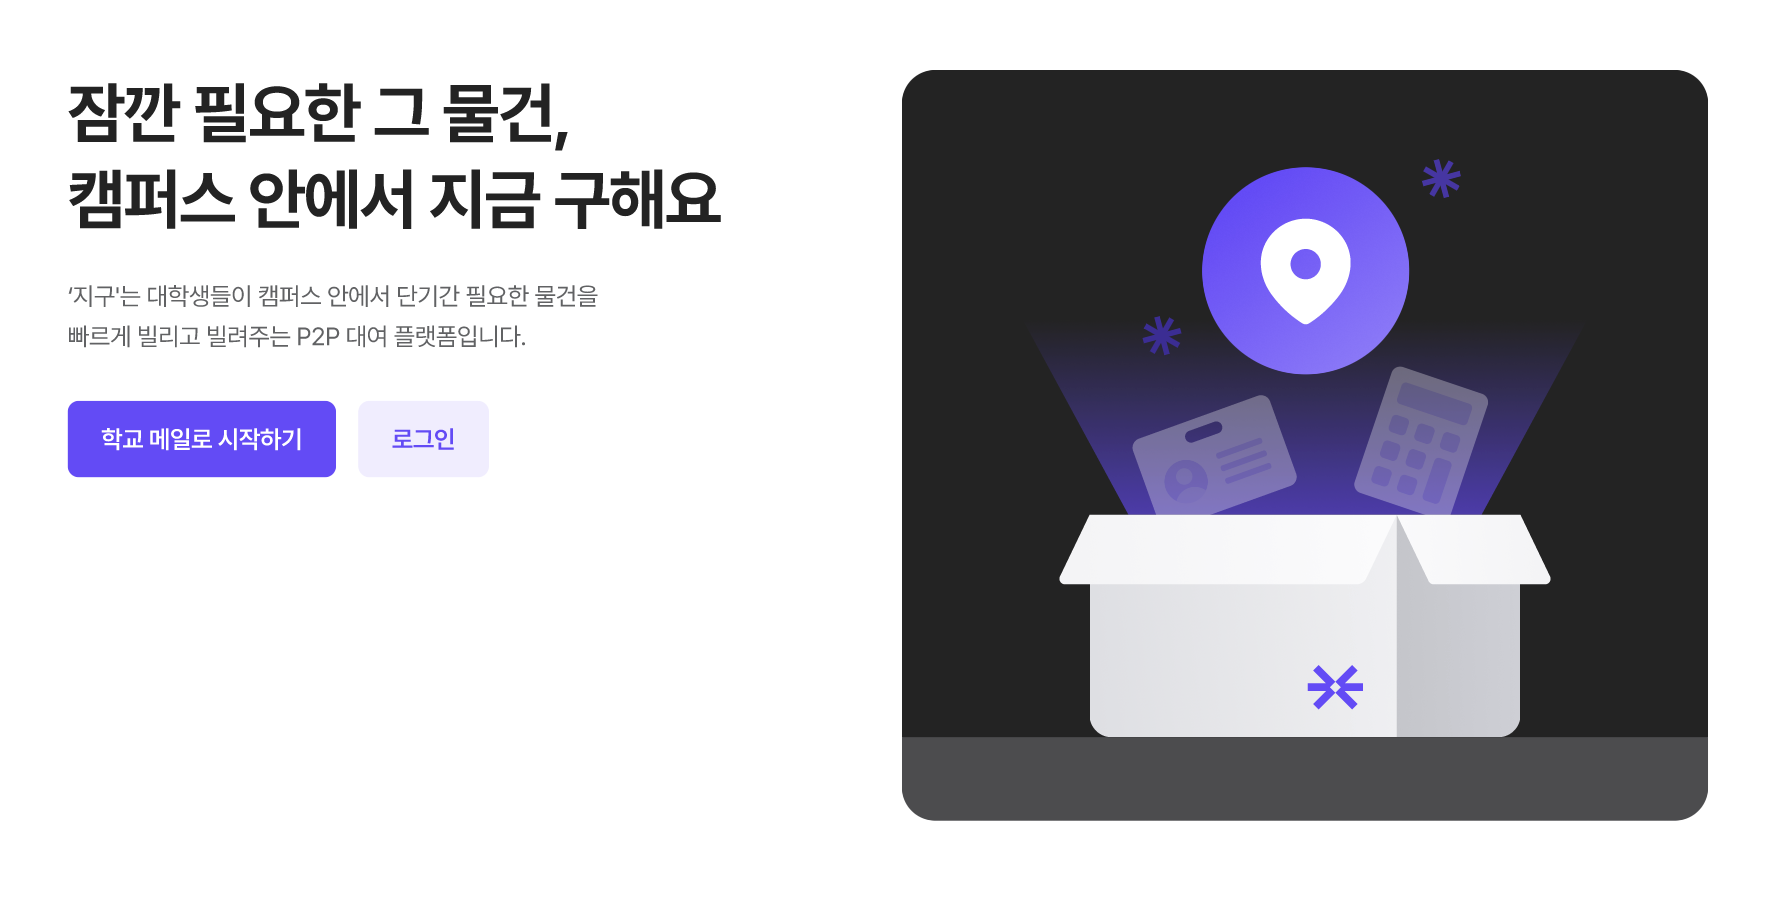 잠깐 필요한 그 물건,
캠퍼스 안에서 지금 구해요
‘지구'는 대학생들이 캠퍼스 안에서 단기간 필요한 물건을
빠르게 빌리고 빌려주는 P2P 대여 플랫폼입니다.
학교 메일로 시작하기
로그인